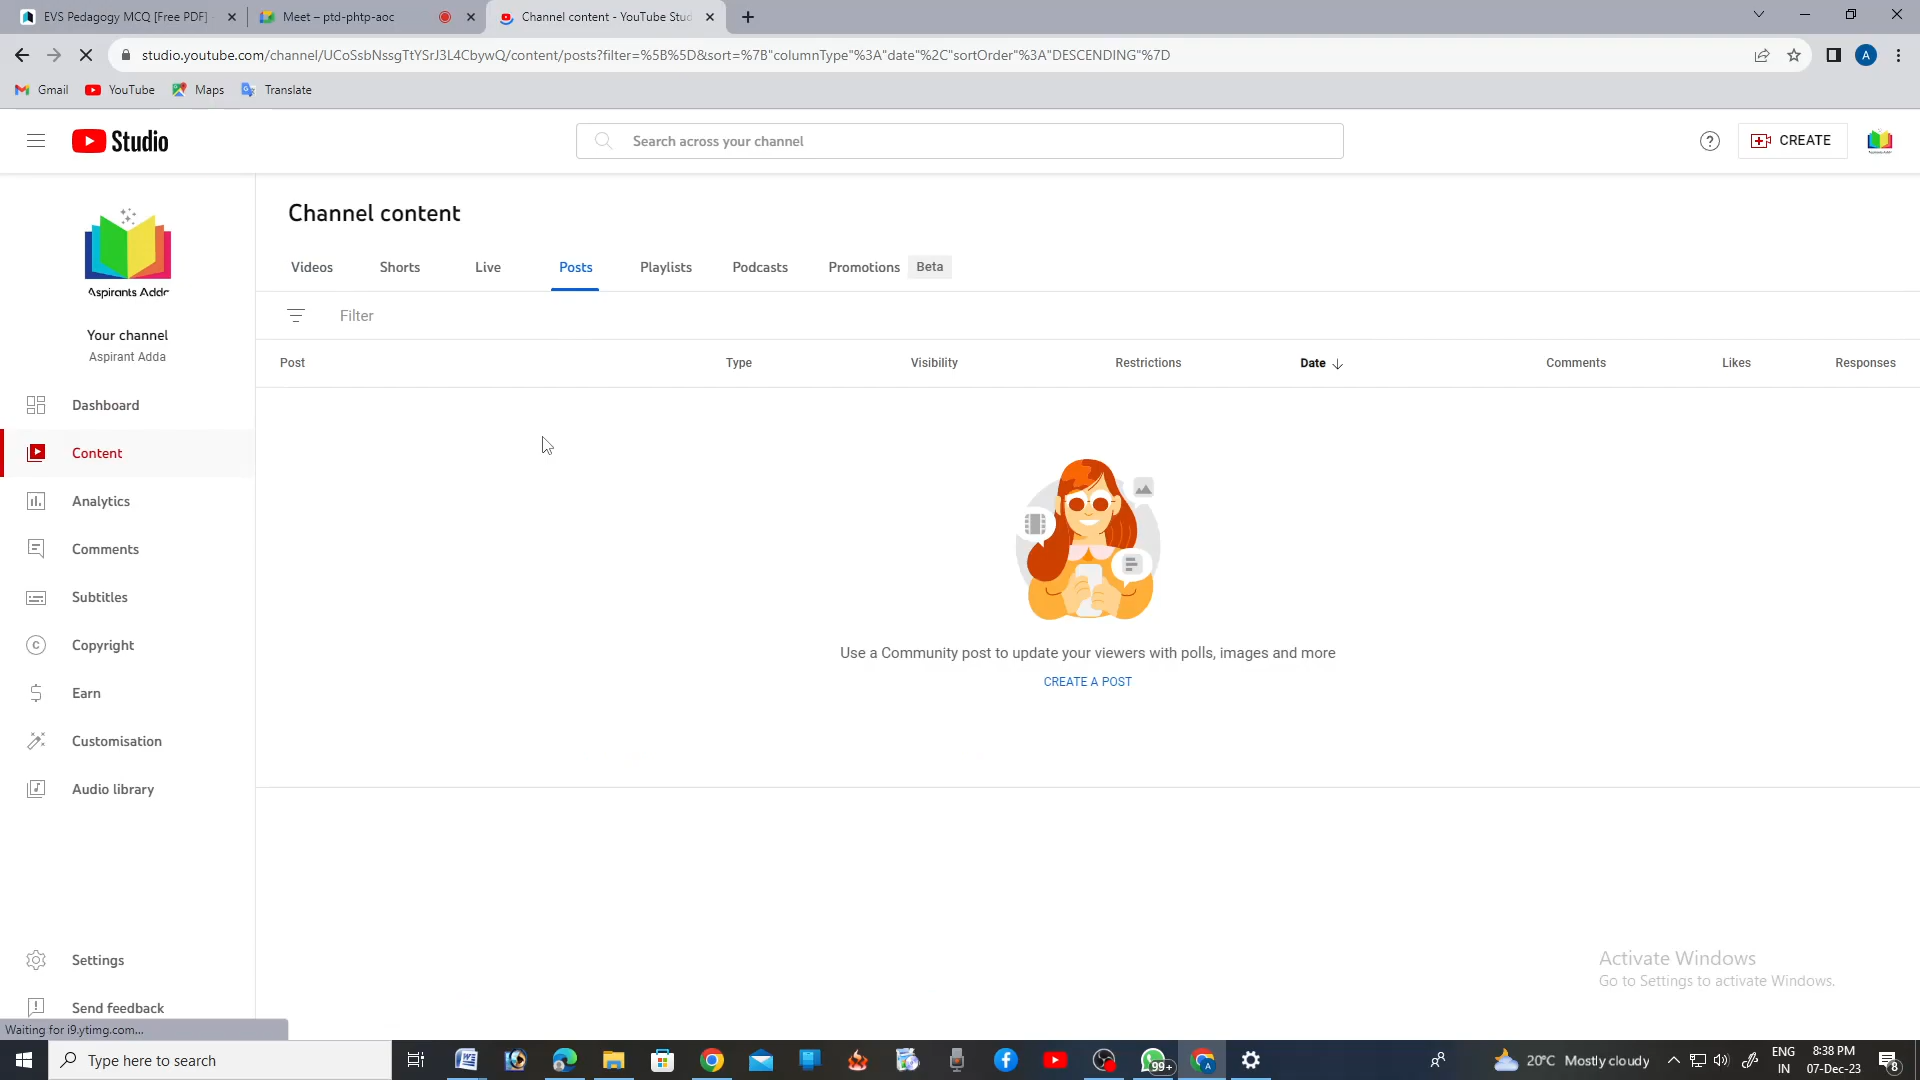 EVS Pedagogy MCQ [Free PDF]
Meet – ptd-phtp-aoc
Channel content - YouTube Stud
studio.youtube.com/channel/UCoSsbNssgTtYSrJ3L4CbywQ/content/posts?filter=%5B%5D&sort=%7B"columnType"%3A"date"%2C"sortOrder"%3A"DESCENDING"%7D
A
Gmail
YouTube
Maps
Translate
Studio
Search across your channel
CREATE
Aspirants Adda
Your channel
Aspirant Adda
Dashboard
Content
Analytics
Comments
Subtitles
Copyright
Earn
Customisation
Audio library
Settings
Send feedback
Channel content
Videos
Shorts
Live
Posts
Playlists
Podcasts
Promotions
Beta
Filter
Post
Type
Visibility
Restrictions
Date
Comments
Likes
Responses
Use a Community post to update your viewers with polls, images and more
CREATE A POST
Activate Windows
Go to Settings to activate Windows.
Waiting for i9.ytimg.com...
Type here to search
99+
A
20°C Mostly cloudy
ENG
IN
8:38 PM
07-Dec-23
8